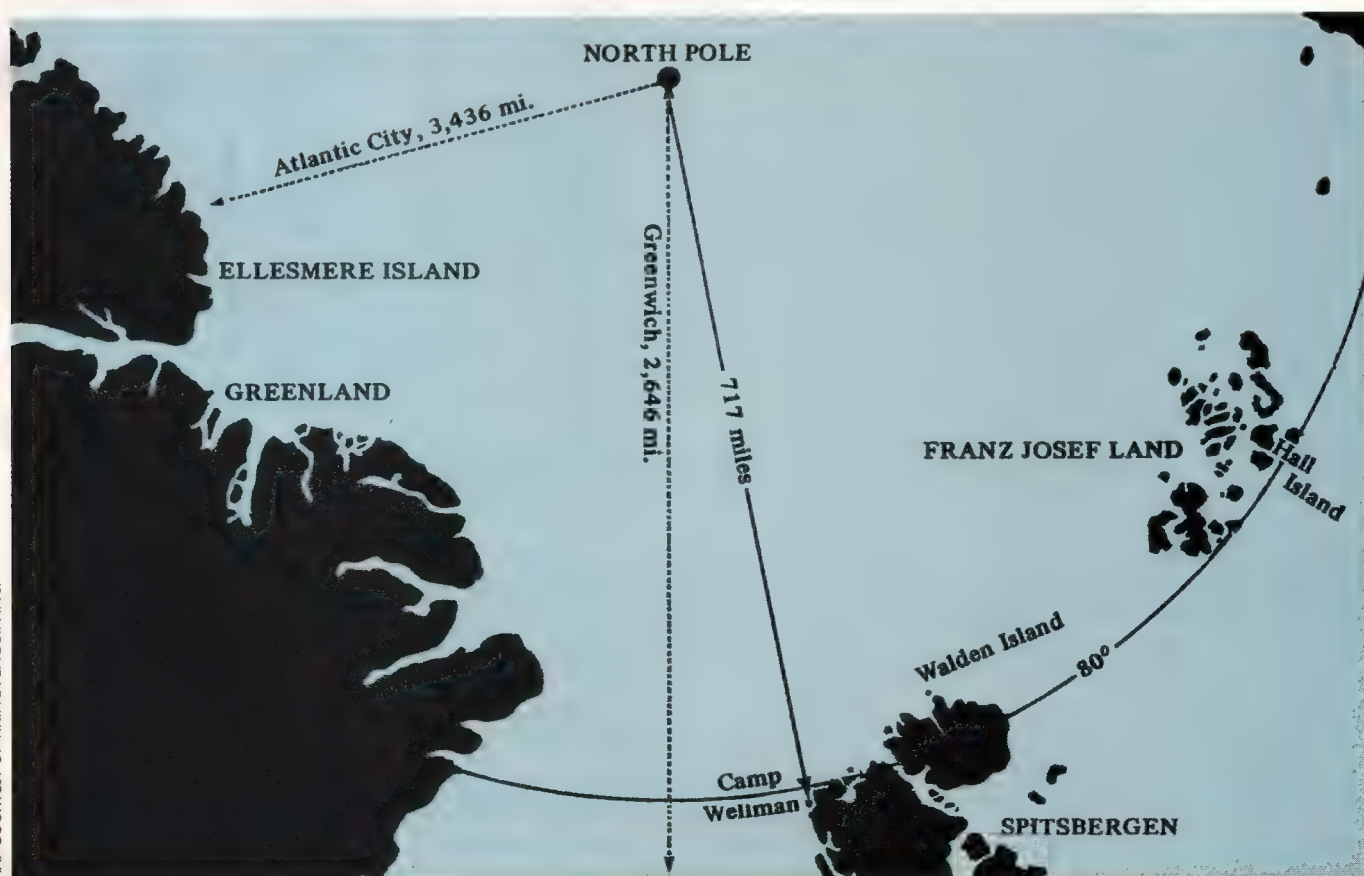 NORTH POLE
Atlantic City, 3,436 mi.
ELLESMERE ISLAND
Greenwich, 2,646 mi.
717 miles
GREENLAND
FRANZ JOSEF LAND
Hall
Island
Walden Island
80°
Camp
Wellman
SPITSBERGEN